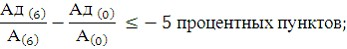 Ад (6) / А(6) − Ад (0) / А(0) ≤ − 5 процентных пунктов;